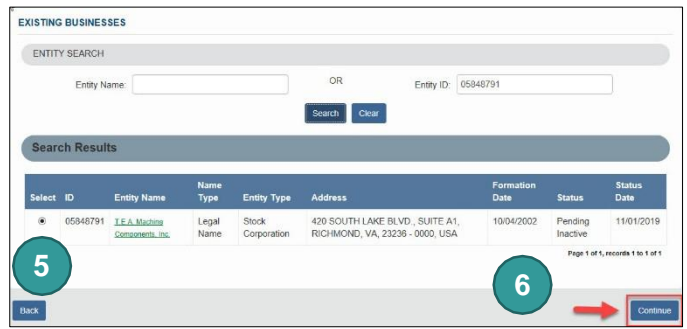 EXISTING BUSINESSES
ENTITY SEARCH
Entity Name: OR Entity ID: 05848791
Search Clear
Search Results
Select ID Entity Name Name Type Entity Type Address Formation Date Status Status Date
05848791 T.E.A. Machine Components, Inc. Legal Name Stock Corporation 420 SOUTH LAKE BLVD., SUITE A1, RICHMOND, VA, 23236 - 0000, USA 10/04/2002 Pending Inactive 11/01/2019
Page 1 of 1, records 1 to 1 of 1
5
6
Back Continue